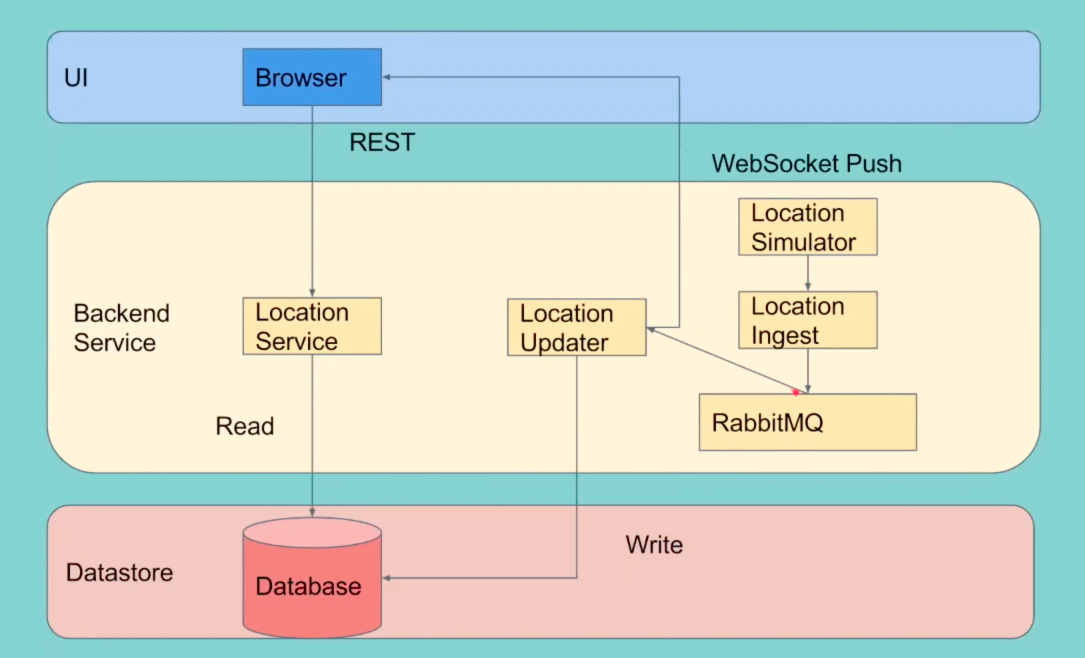 UI
Browser
REST
WebSocket Push
Location
Simulator
Backend
Service
Location
Service
Location
Updater
Location
Ingest
Read
RabbitMQ
Write
Datastore
Database